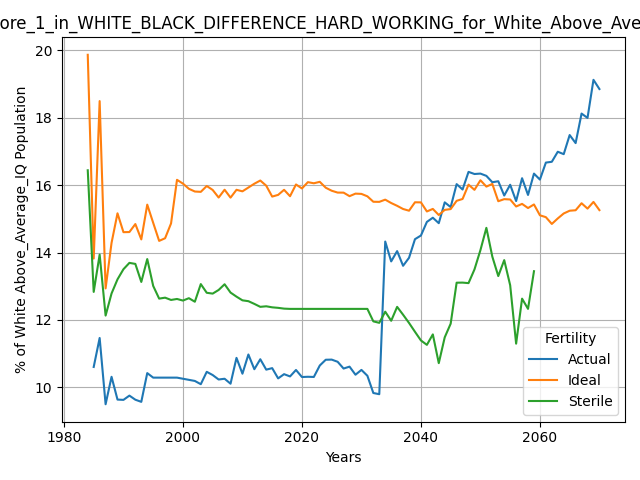 ore_1_in_WHITE_BLACK_DIFFERENCE_HARD_WORKING_for_White_Above_Ave
% of White Above_Average_IQ Population
20
18
16
14
12
10
1980
2000
2020
2040
2060
Years
Fertility
Actual
Ideal
Sterile